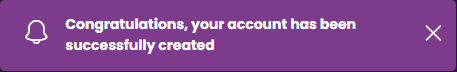 Congratulations, your account has been
successfully created